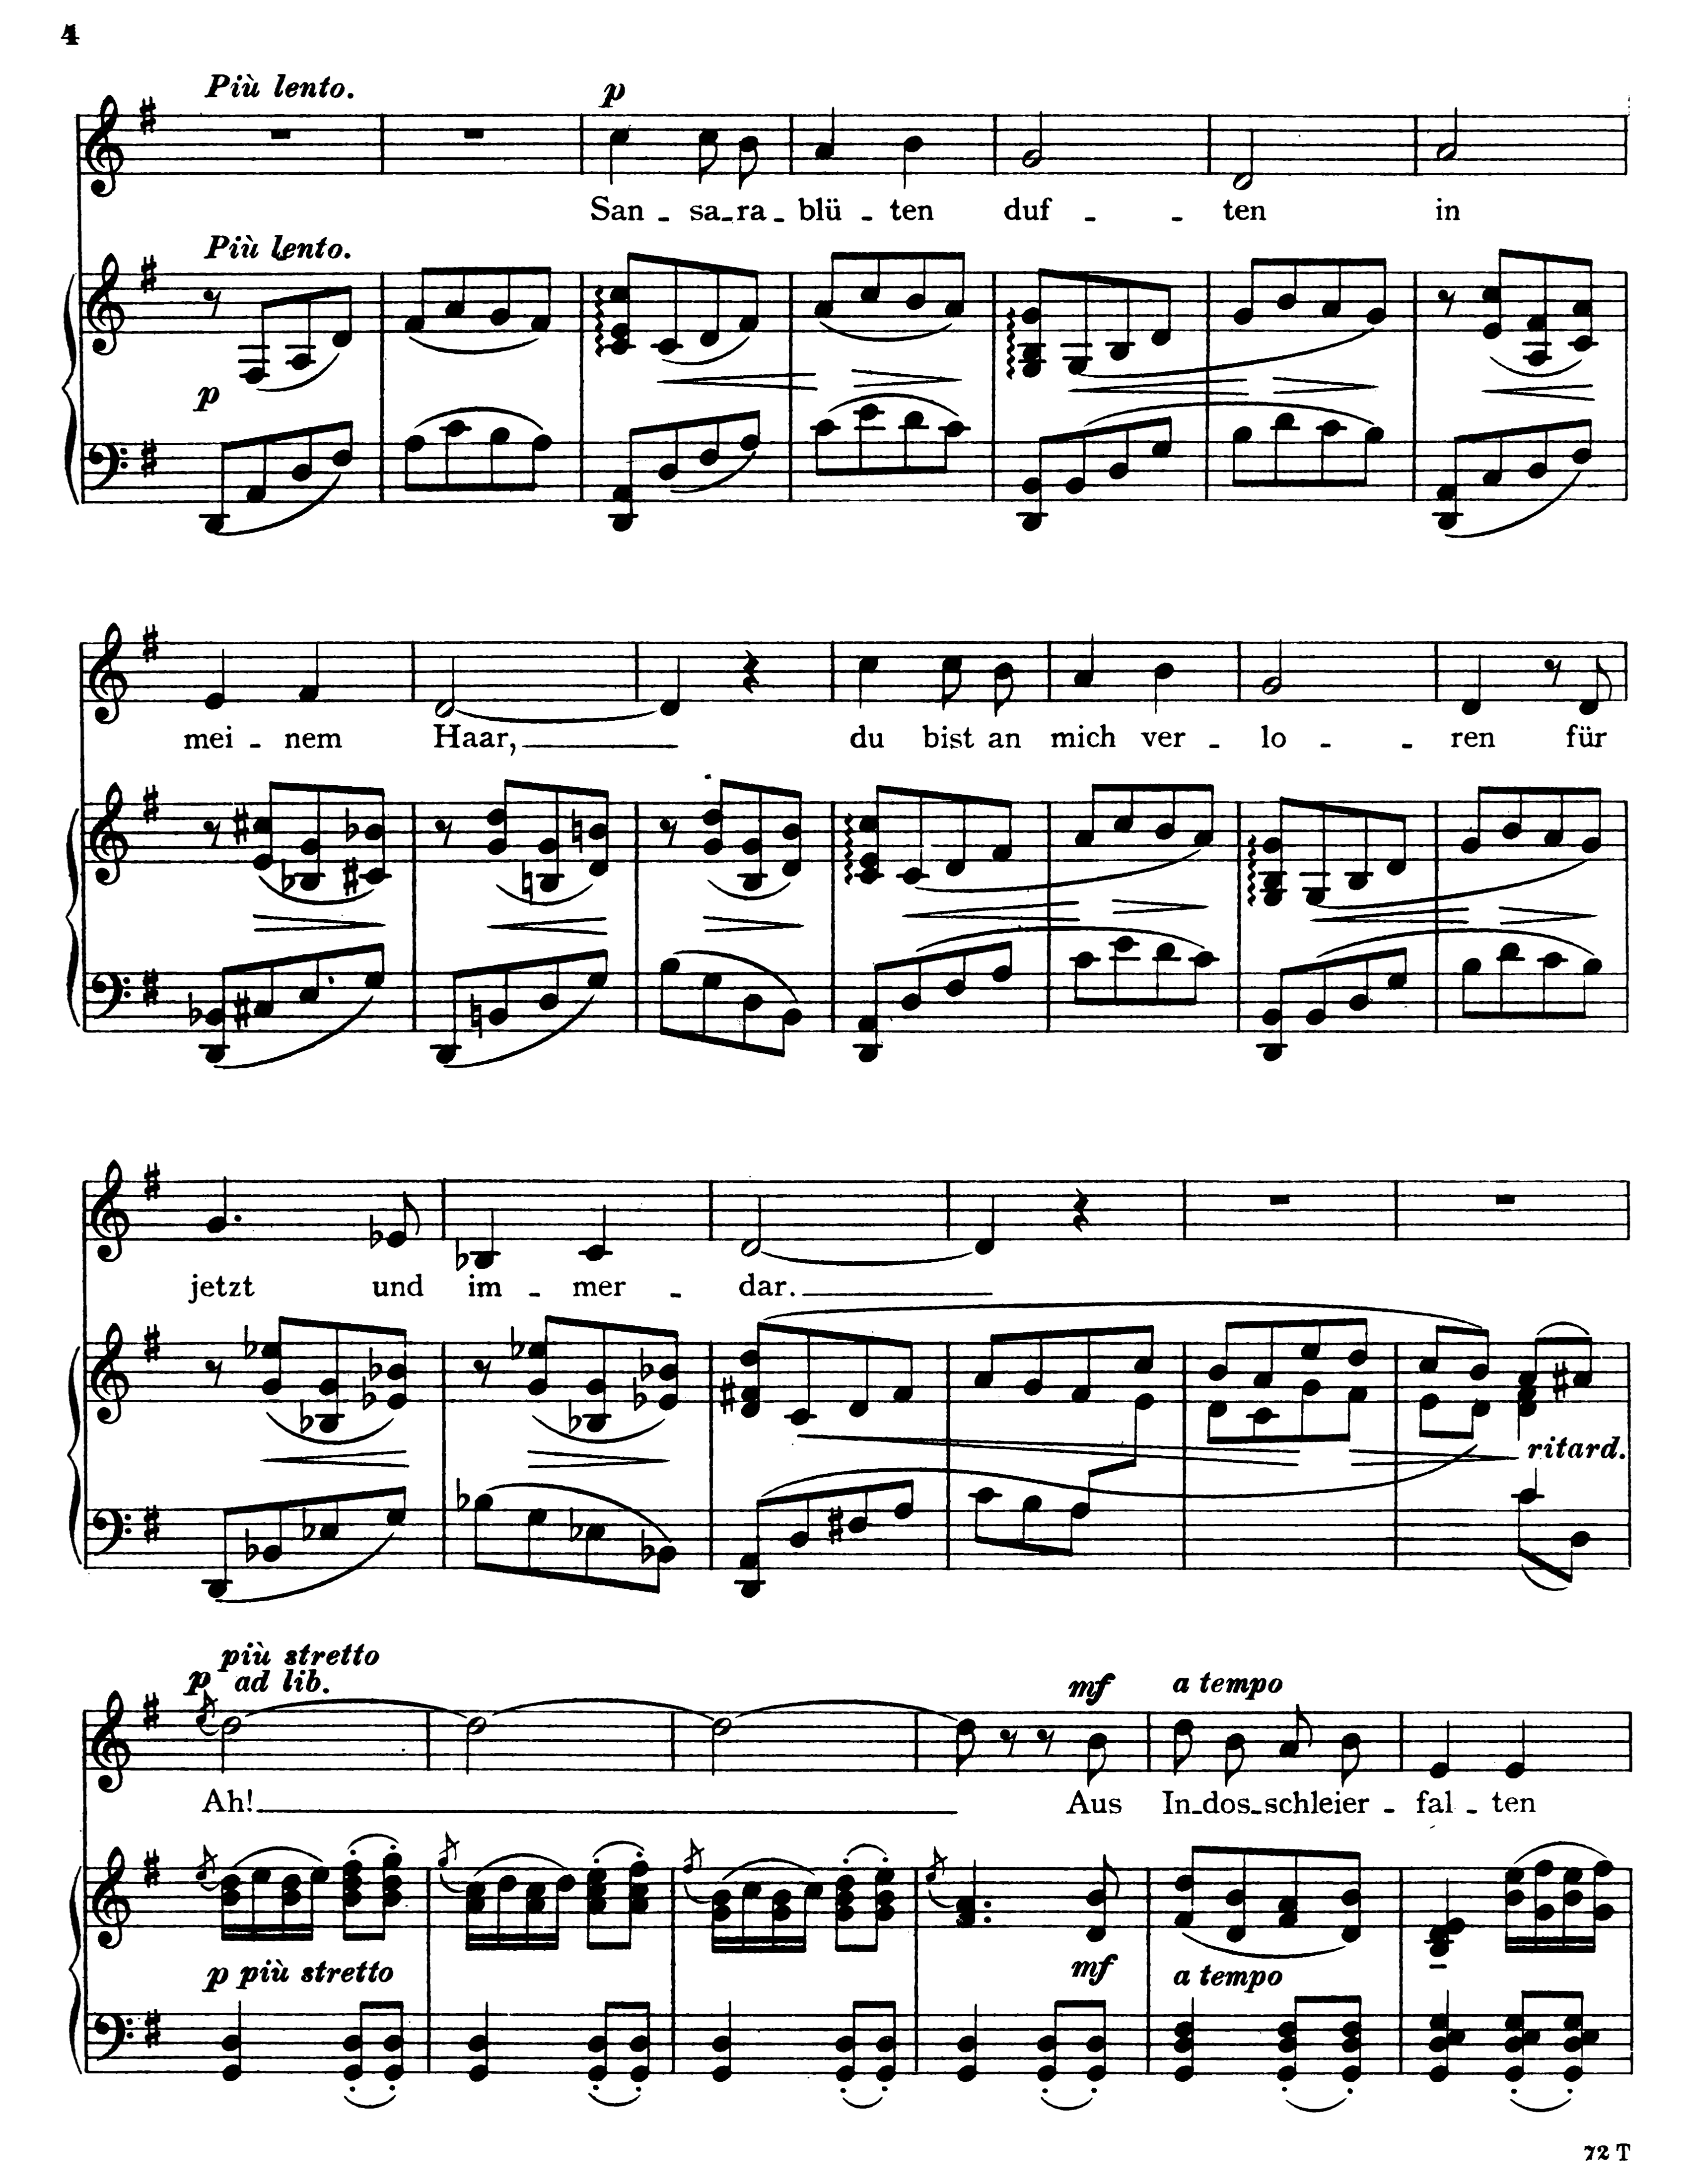 4
Più lento.
p
San - sa - ra - blü - ten duf - - ten in
Più lento.
p
mei - nem Haar, du bist an mich ver - lo - - ren für
jetzt und im - mer - dar.
ritard.
più stretto
p ad lib. mf a tempo
Ah! Aus In - dos - schleier - fal - ten
p più stretto mf a tempo
72 T